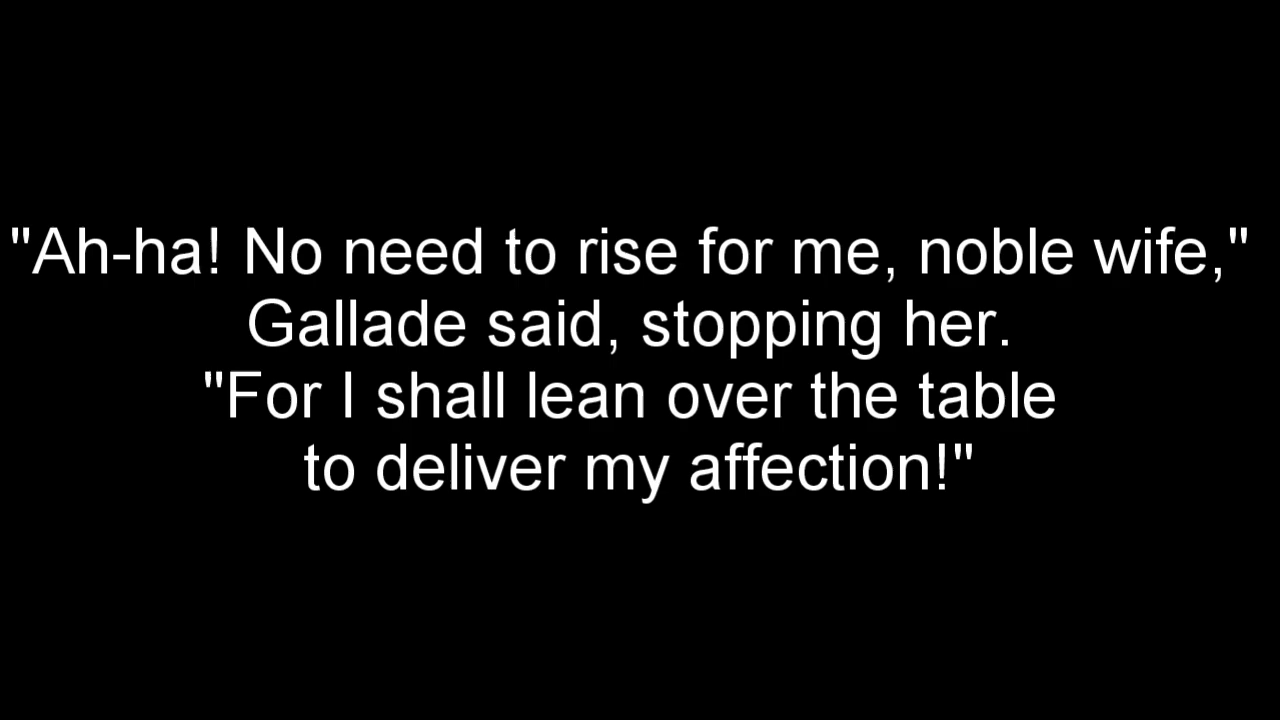 "Ah-ha! No need to rise for me, noble wife,"
Gallade said, stopping her.
"For I shall lean over the table
to deliver my affection!"